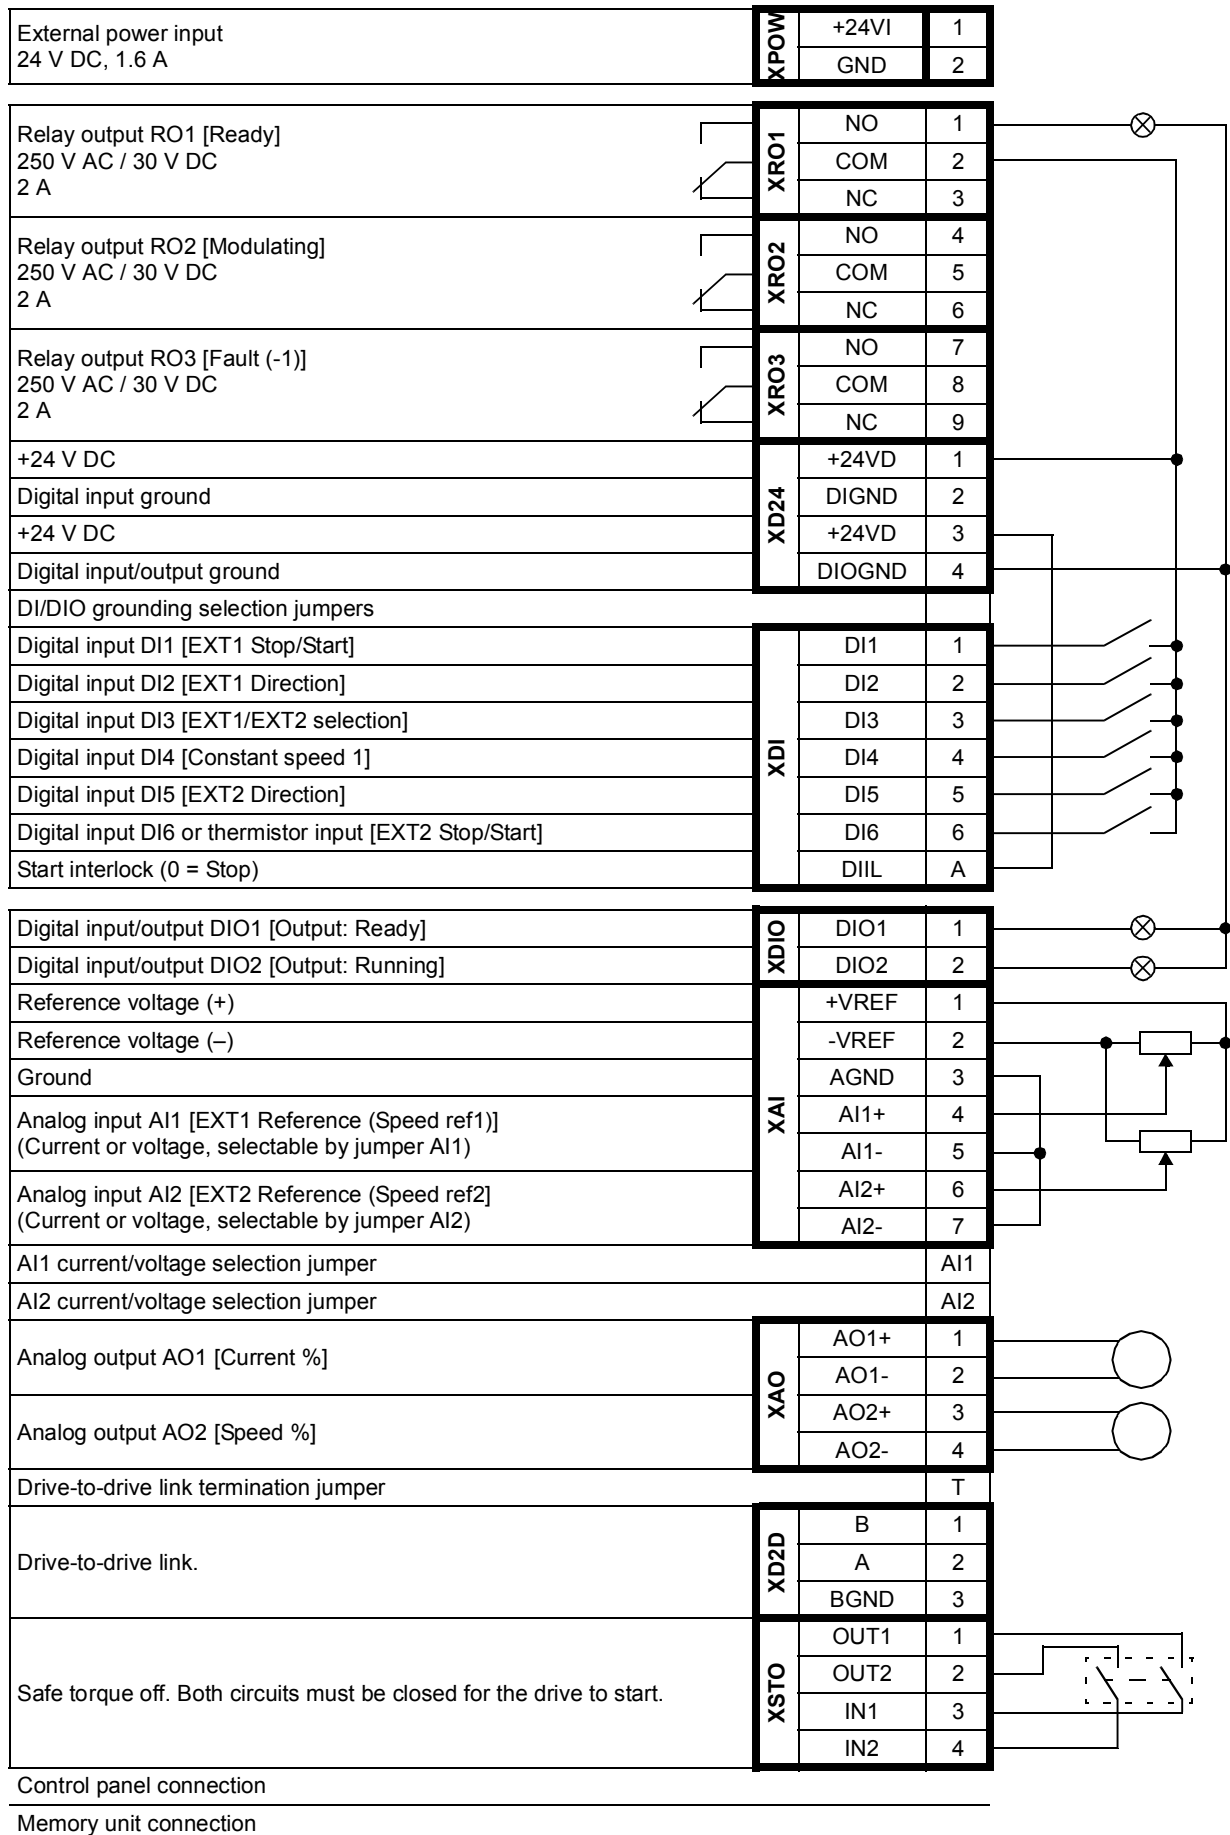 External power input
24 V DC, 1.6 A
XPOW
+24VI 1
GND 2
Relay output RO1 [Ready]
250 V AC / 30 V DC
2 A
XRO1
NO 1
COM 2
NC 3
Relay output RO2 [Modulating]
250 V AC / 30 V DC
2 A
XRO2
NO 4
COM 5
NC 6
Relay output RO3 [Fault (-1)]
250 V AC / 30 V DC
2 A
XRO3
NO 7
COM 8
NC 9
XD24
+24 V DC +24VD 1
Digital input ground DIGND 2
+24 V DC +24VD 3
Digital input/output ground DIOGND 4
DI/DIO grounding selection jumpers
XDI
Digital input DI1 [EXT1 Stop/Start] DI1 1
Digital input DI2 [EXT1 Direction] DI2 2
Digital input DI3 [EXT1/EXT2 selection] DI3 3
Digital input DI4 [Constant speed 1] DI4 4
Digital input DI5 [EXT2 Direction] DI5 5
Digital input DI6 or thermistor input [EXT2 Stop/Start] DI6 6
Start interlock (0 = Stop) DIIL A
XDIO
Digital input/output DIO1 [Output: Ready] DIO1 1
Digital input/output DIO2 [Output: Running] DIO2 2
XAI
Reference voltage (+) +VREF 1
Reference voltage (–) -VREF 2
Ground AGND 3
Analog input AI1 [EXT1 Reference (Speed ref1)]
(Current or voltage, selectable by jumper AI1)
AI1+ 4
AI1- 5
Analog input AI2 [EXT2 Reference (Speed ref2]
(Current or voltage, selectable by jumper AI2)
AI2+ 6
AI2- 7
AI1 current/voltage selection jumper AI1
AI2 current/voltage selection jumper AI2
XAO
Analog output AO1 [Current %]
AO1+ 1
AO1- 2
Analog output AO2 [Speed %]
AO2+ 3
AO2- 4
Drive-to-drive link termination jumper T
Drive-to-drive link.
XD2D
B 1
A 2
BGND 3
Safe torque off. Both circuits must be closed for the drive to start.
XSTO
OUT1 1
OUT2 2
IN1 3
IN2 4
Control panel connection
Memory unit connection